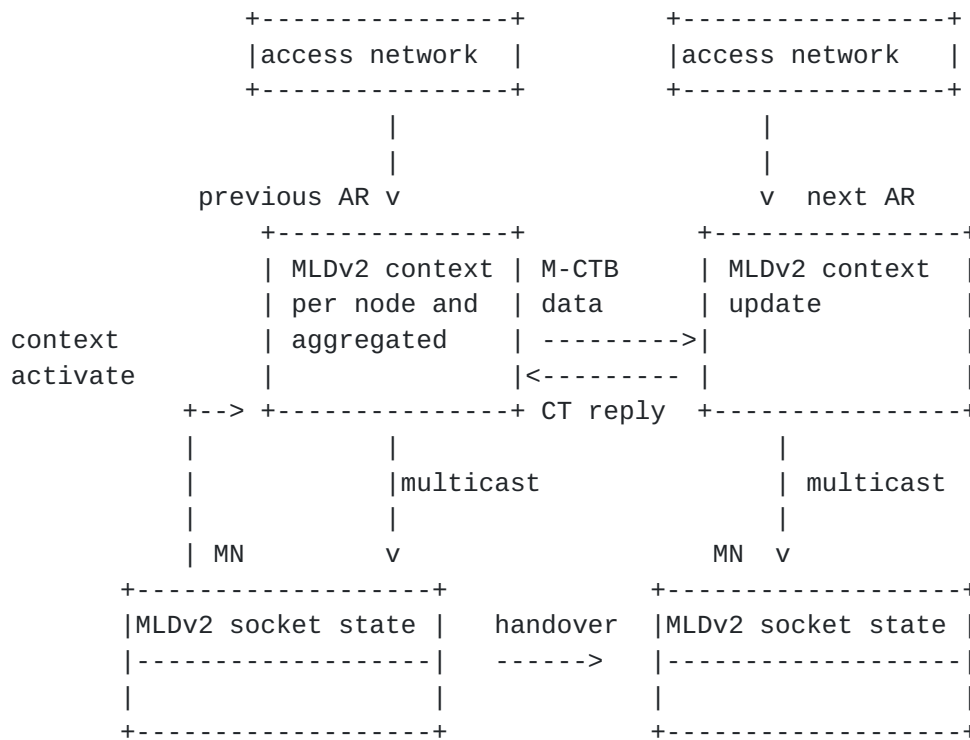 access network access network
previous AR next AR
MLDv2 context M-CTB MLDv2 context
per node and data update
context aggregated
activate
CT reply
multicast multicast
MN MN
MLDv2 socket state handover MLDv2 socket state